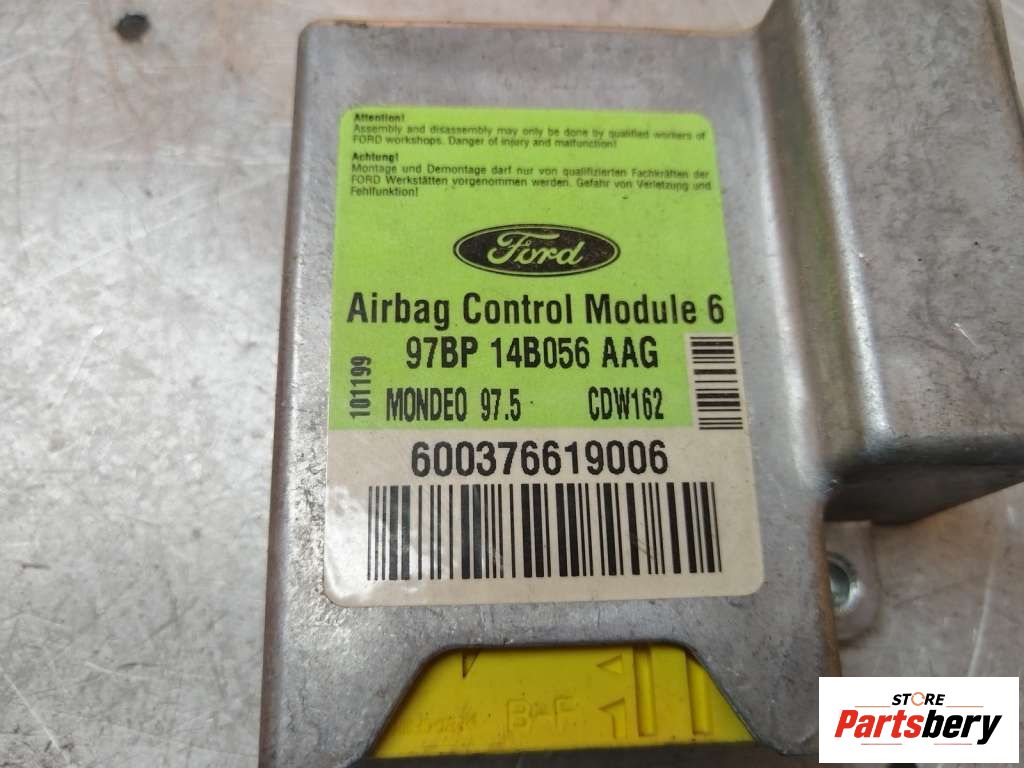 Attention!
Assembly and disassembly may only be done by qualified workers of
FORD workshops. Danger of injury and malfunction!
Achtung!
Montage und Demontage darf nur von qualifizierten Fachkräften der
FORD Werkstätten vorgenommen werden. Gefahr von Verletzung und
Fehlfunktion!
Ford
Airbag Control Module 6
97BP 14B056 AAG
101199
MONDEO 97.5 CDW162
600376619006
STORE
Partsbery